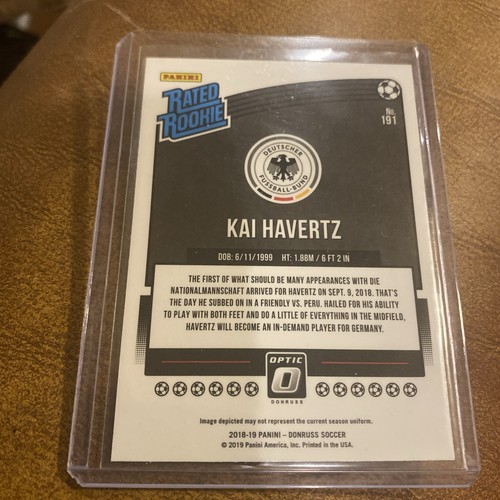 PANINI
RATED
ROOKIE
No.
191
DEUTSCHER
FUSSBALL-BUND
KAI HAVERTZ
DOB: 6/11/1999 HT: 1.88M / 6 FT 2 IN
THE FIRST OF WHAT SHOULD BE MANY APPEARANCES WITH DIE
NATIONALMANNSCHAFT ARRIVED FOR HAVERTZ ON SEPT. 9, 2018. THAT'S
THE DAY HE SUBBED ON IN A FRIENDLY VS. PERU. HAILED FOR HIS ABILITY
TO PLAY WITH BOTH FEET AND DO A LITTLE OF EVERYTHING IN THE MIDFIELD,
HAVERTZ WILL BECOME AN IN-DEMAND PLAYER FOR GERMANY.
OPTIC
DONRUSS
Image depicted may not represent the current season uniform.
2018-19 PANINI – DONRUSS SOCCER
© 2019 Panini America, Inc. Printed in the USA.